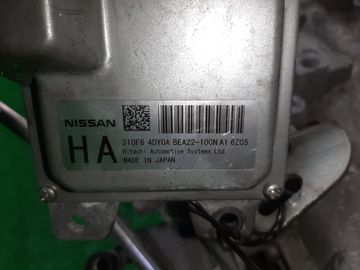 NISSAN
HA
310F6 4DY0A BEA22-100N A1 6Z05
Hitachi Automotive Systems,Ltd.
MADE IN JAPAN